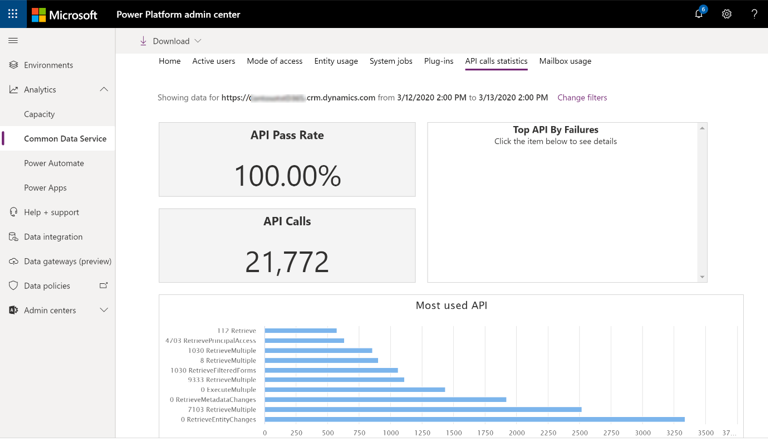 Microsoft Power Platform admin center 6 ?
Download
Home Active users Mode of access Entity usage System jobs Plug-ins API calls statistics Mailbox usage
Environments
Analytics
Capacity
Common Data Service
Power Automate
Power Apps
Help + support
Data integration
Data gateways (preview)
Data policies
Admin centers
Showing data for https:// .crm.dynamics.com from 3/12/2020 2:00 PM to 3/13/2020 2:00 PM Change filters
API Pass Rate
100.00%
API Calls
21,772
Top API By Failures
Click the item below to see details
Most used API
112 Retrieve
4703 RetrievePrincipalAccess
1030 RetrieveMultiple
8 RetrieveMultiple
1030 RetrieveFilteredForms
9333 RetrieveMultiple
0 ExecuteMultiple
0 RetrieveMetadataChanges
7103 RetrieveMultiple
0 RetrieveEntityChanges
0 250 500 750 1000 1250 1500 1750 2000 2250 2500 2750 3000 3250 3500 37...